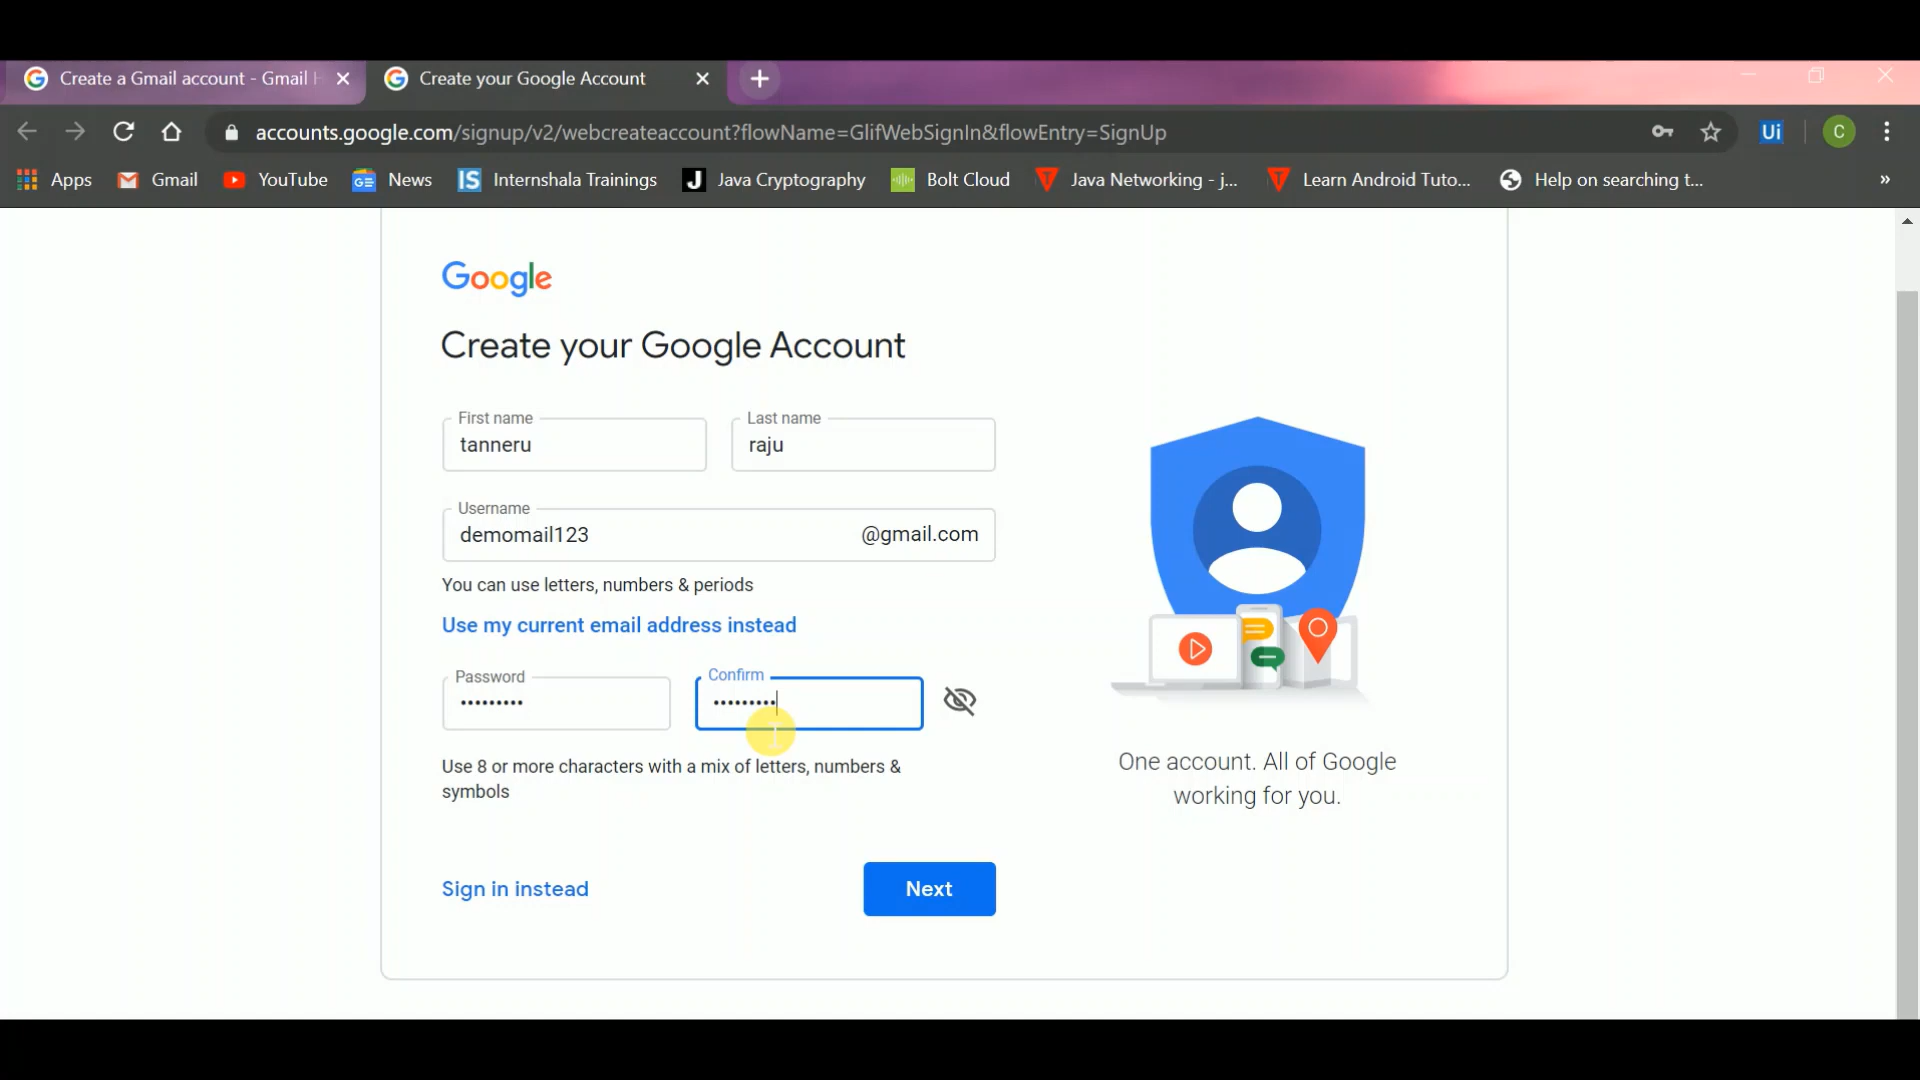 Create a Gmail account - Gmail H
Create your Google Account
accounts.google.com/signup/v2/webcreateaccount?flowName=GlifWebSignIn&flowEntry=SignUp
Ui
C
Apps
Gmail
YouTube
News
IS Internshala Trainings
J Java Cryptography
Bolt Cloud
T Java Networking - j...
T Learn Android Tuto...
Help on searching t...
»
Google
Create your Google Account
First name
Last name
tanneru
raju
Username
demomail123
@gmail.com
You can use letters, numbers & periods
Use my current email address instead
Password
Confirm
•••••••••
•••••••••
Use 8 or more characters with a mix of letters, numbers &
symbols
Sign in instead
Next
One account. All of Google
working for you.